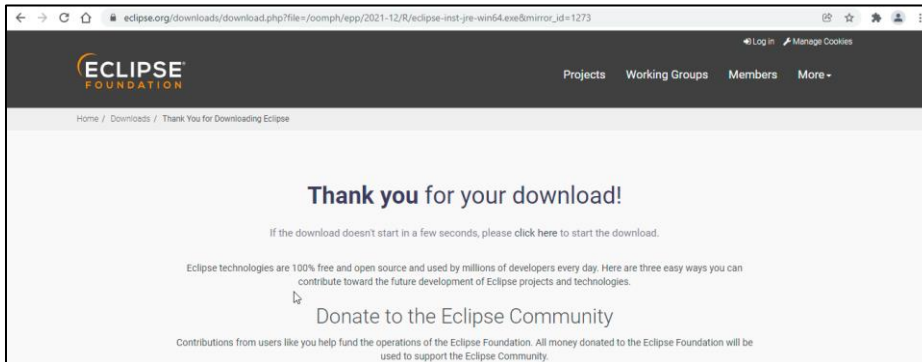 eclipse.org/downloads/download.php?file=/oomph/epp/2021-12/R/eclipse-inst-jre-win64.exe&mirror_id=1273
Log in Manage Cookies
ECLIPSE®
FOUNDATION
Projects Working Groups Members More
Home / Downloads / Thank You for Downloading Eclipse
Thank you for your download!
If the download doesn't start in a few seconds, please click here to start the download.
Eclipse technologies are 100% free and open source and used by millions of developers every day. Here are three easy ways you can
contribute toward the future development of Eclipse projects and technologies.
Donate to the Eclipse Community
Contributions from users like you help fund the operations of the Eclipse Foundation. All money donated to the Eclipse Foundation will be
used to support the Eclipse Community.